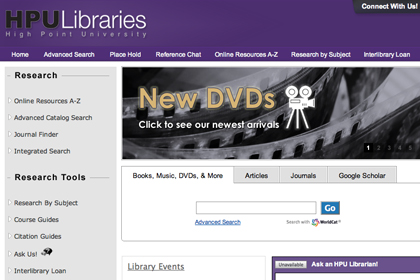 Connect With Us!
HPULibraries
High Point University
Home Advanced Search Place Hold Reference Chat Online Resources A-Z Research by Subject Interlibrary Loan
Research
Online Resources A-Z
Advanced Catalog Search
Journal Finder
Integrated Search
Research Tools
Research By Subject
Course Guides
Citation Guides
Ask Us!
Interlibrary Loan
New DVDs
Click to see our newest arrivals
1 2 3 4 5
Books, Music, DVDs, & More Articles Journals Google Scholar
Go
Advanced Search Search with WorldCat
Library Events
Unavailable Ask an HPU Librarian!